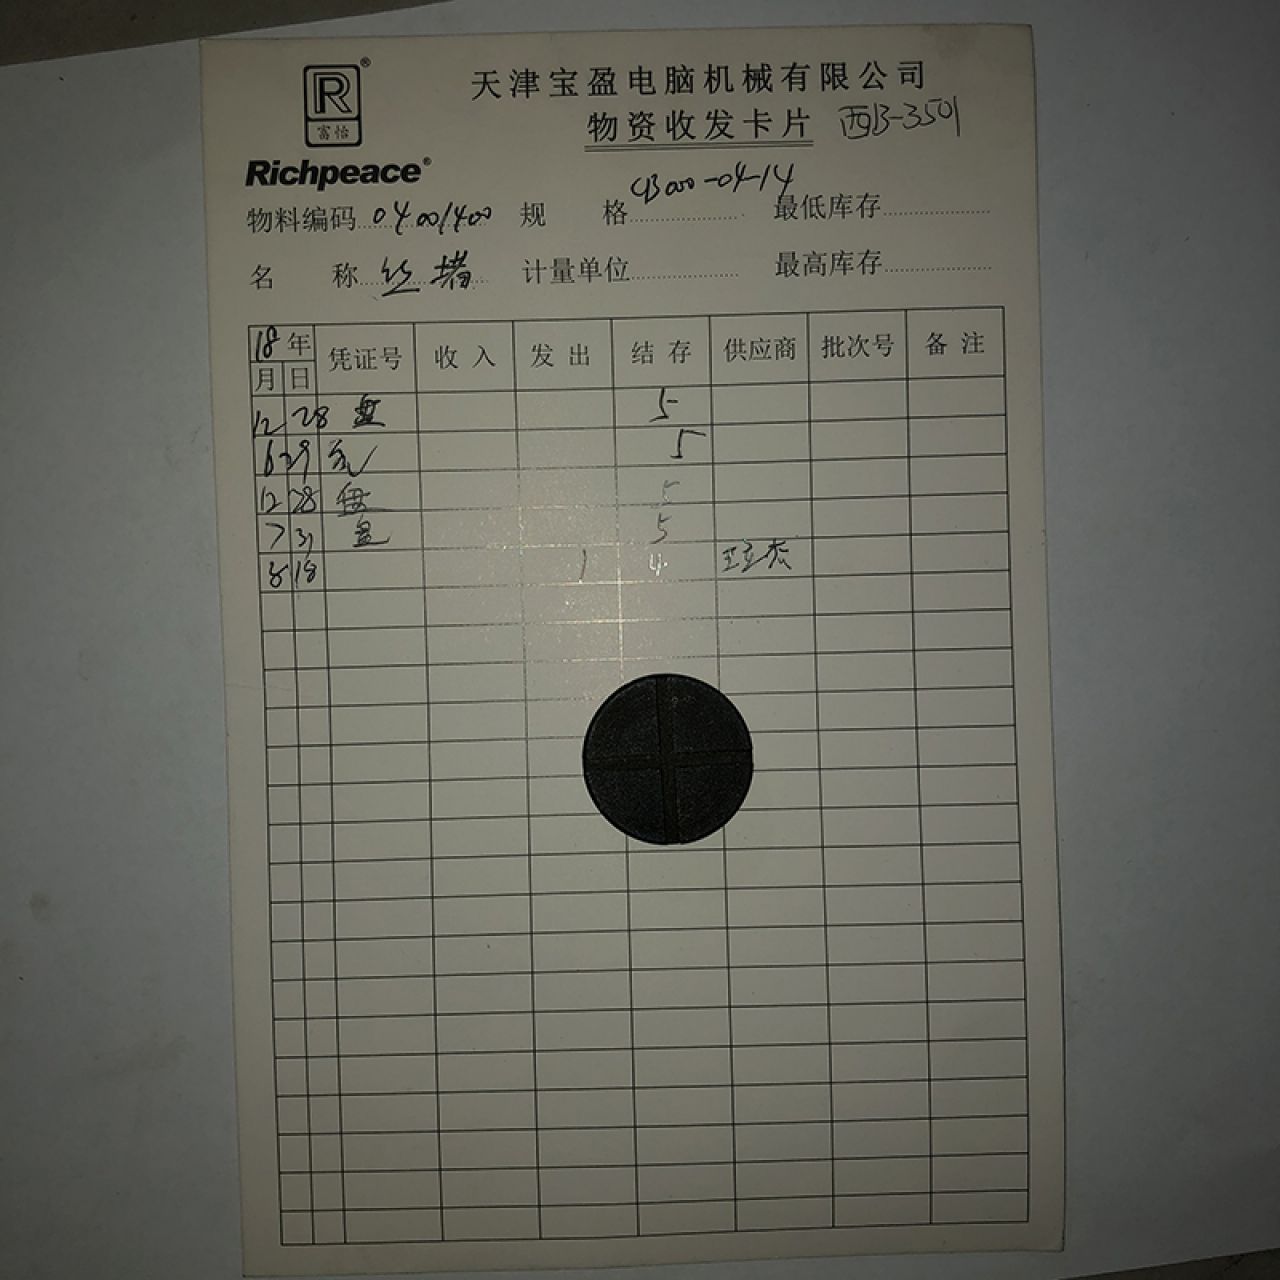 R®
富怡
Richpeace®
天津宝盈电脑机械有限公司
物资收发卡片 西B-3501
物料编码 04001400 规 格 CB000-04-14 最低库存
名 称 丝堵 计量单位 最高库存
18年 凭证号 收入 发出 结存 供应商 批次号 备注
月 日
12 28 盘 5
6 29 5
12 28 盘 5
7 31 盘 5
8 18 1 4